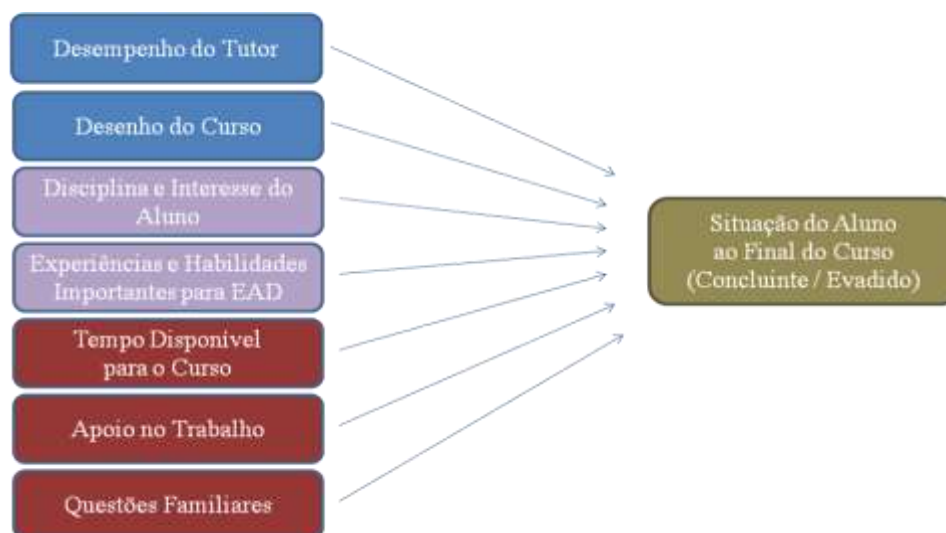 Desempenho do Tutor
Desenho do Curso
Disciplina e Interesse do
Aluno
Experiências e Habilidades
Importantes para EAD
Tempo Disponível
para o Curso
Apoio no Trabalho
Questões Familiares
Situação do Aluno
ao Final do Curso
(Concluinte / Evadido)